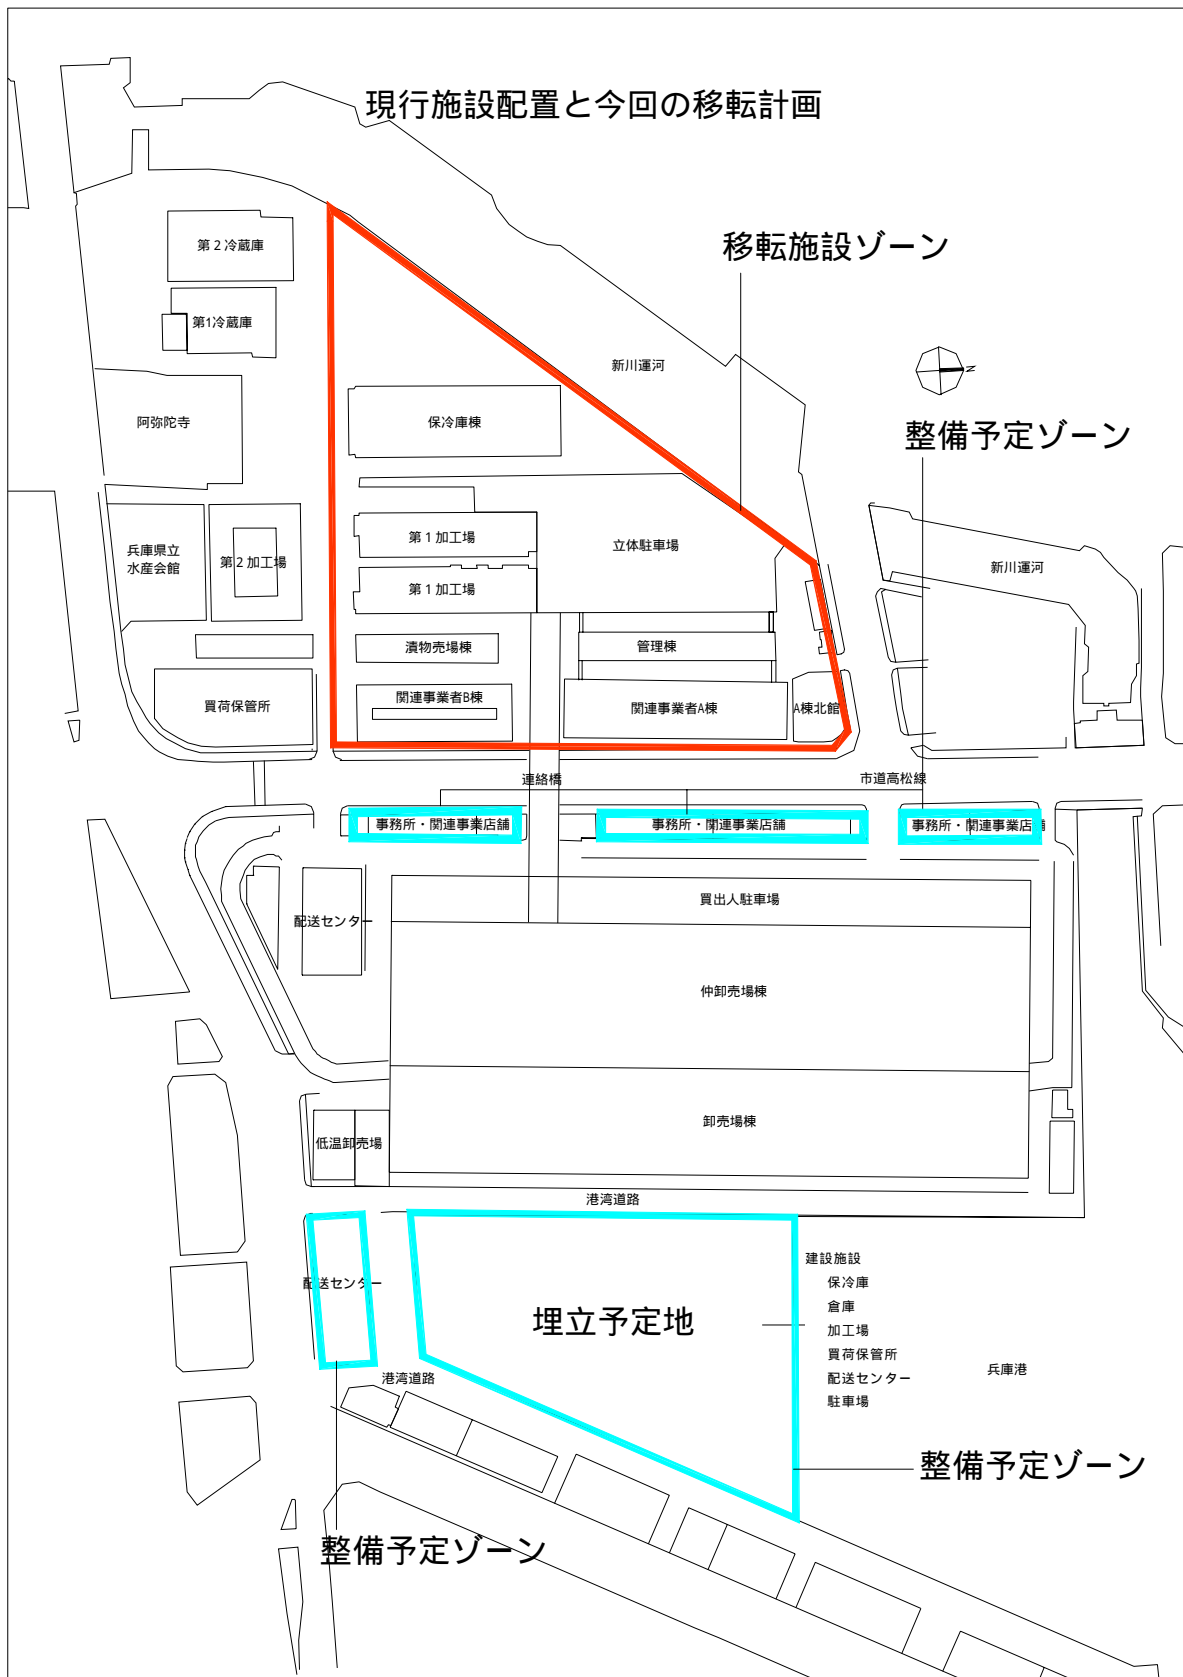 現行施設配置と今回の移転計画
移転施設ゾーン
第２冷蔵庫
第1冷蔵庫
新川運河
N
阿弥陀寺
保冷庫棟
整備予定ゾーン
兵庫県立
水産会館
第２加工場
第１加工場
立体駐車場
新川運河
第１加工場
漬物売場棟
管理棟
買荷保管所
関連事業者B棟
関連事業者A棟
A棟北館
連絡橋
市道高松線
事務所・関連事業店舗
事務所・関連事業店舗
事務所・関連事業店舗
買出人駐車場
配送センター
仲卸売場棟
卸売場棟
低温卸売場
港湾道路
配送センター
埋立予定地
建設施設
保冷庫
倉庫
加工場
買荷保管所
配送センター
駐車場
兵庫港
港湾道路
整備予定ゾーン
整備予定ゾーン